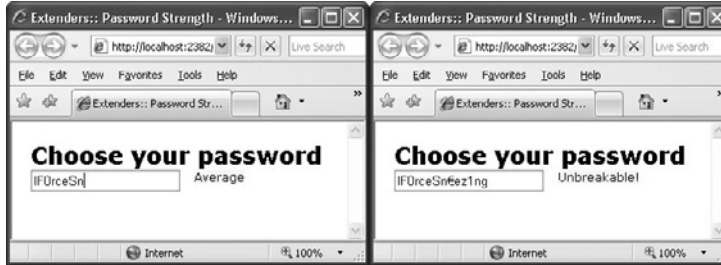 Extenders:: Password Strength - Windows...
http://localhost:2382/
Live Search
File Edit View Favorites Tools Help
Extenders:: Password Str...
»
Choose your password
IF0rceSn
Average
Internet
100%
Extenders:: Password Strength - Windows...
http://localhost:2382/
Live Search
File Edit View Favorites Tools Help
Extenders:: Password Str...
»
Choose your password
IF0rceSn€ez1ng
Unbreakable!
Internet
100%